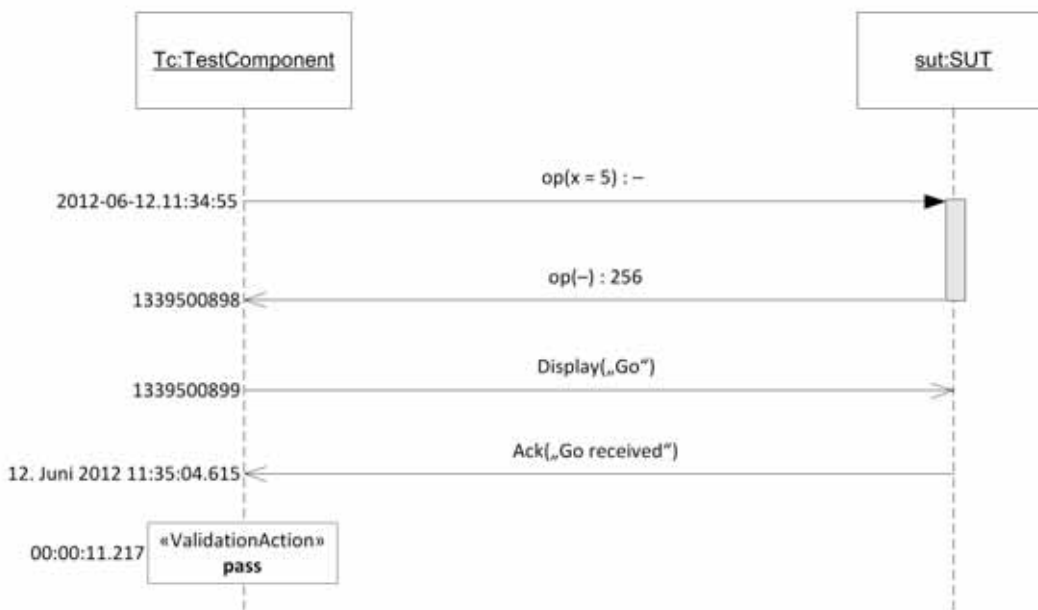 Tc:TestComponent
sut:SUT
op(x = 5) : –
2012-06-12.11:34:55
op(–) : 256
1339500898
Display(„Go“)
1339500899
Ack(„Go received“)
12. Juni 2012 11:35:04.615
«ValidationAction»
00:00:11.217
pass